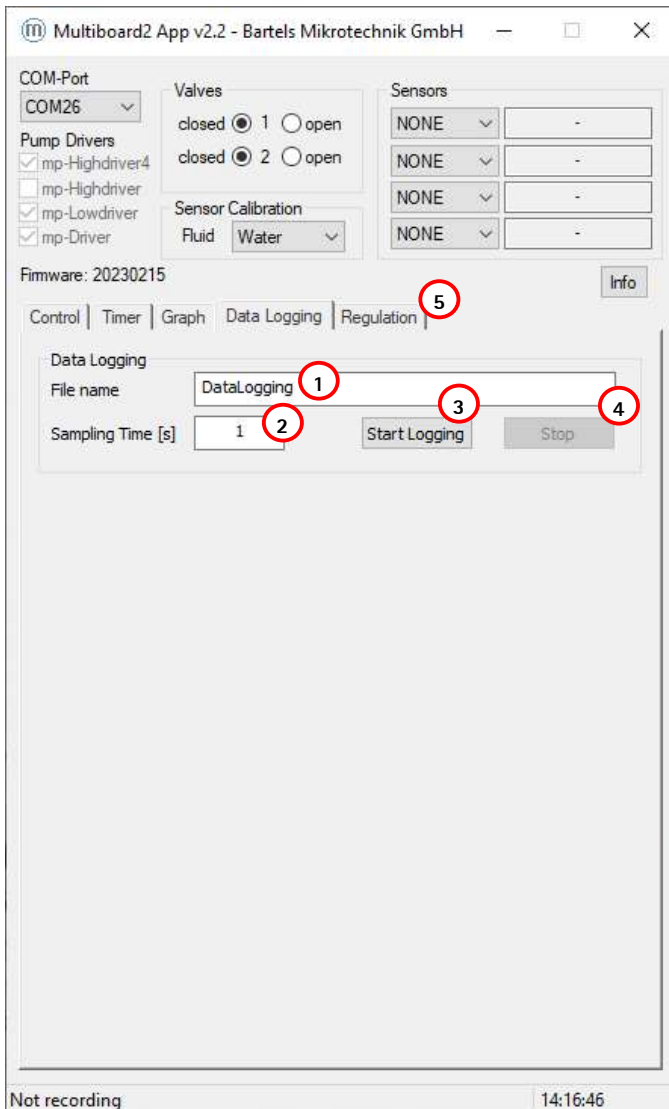 Multiboard2 App v2.2 - Bartels Mikrotechnik GmbH
COM-Port
COM26
Pump Drivers
mp-Highdriver4
mp-Highdriver
mp-Lowdriver
mp-Driver
Valves
closed 1 open
closed 2 open
Sensor Calibration
Fluid Water
Sensors
NONE -
NONE -
NONE -
NONE -
Firmware: 20230215
Info
5
Control Timer Graph Data Logging Regulation
Data Logging
File name DataLogging 1
3 4
Sampling Time [s] 1 2 Start Logging Stop
Not recording 14:16:46